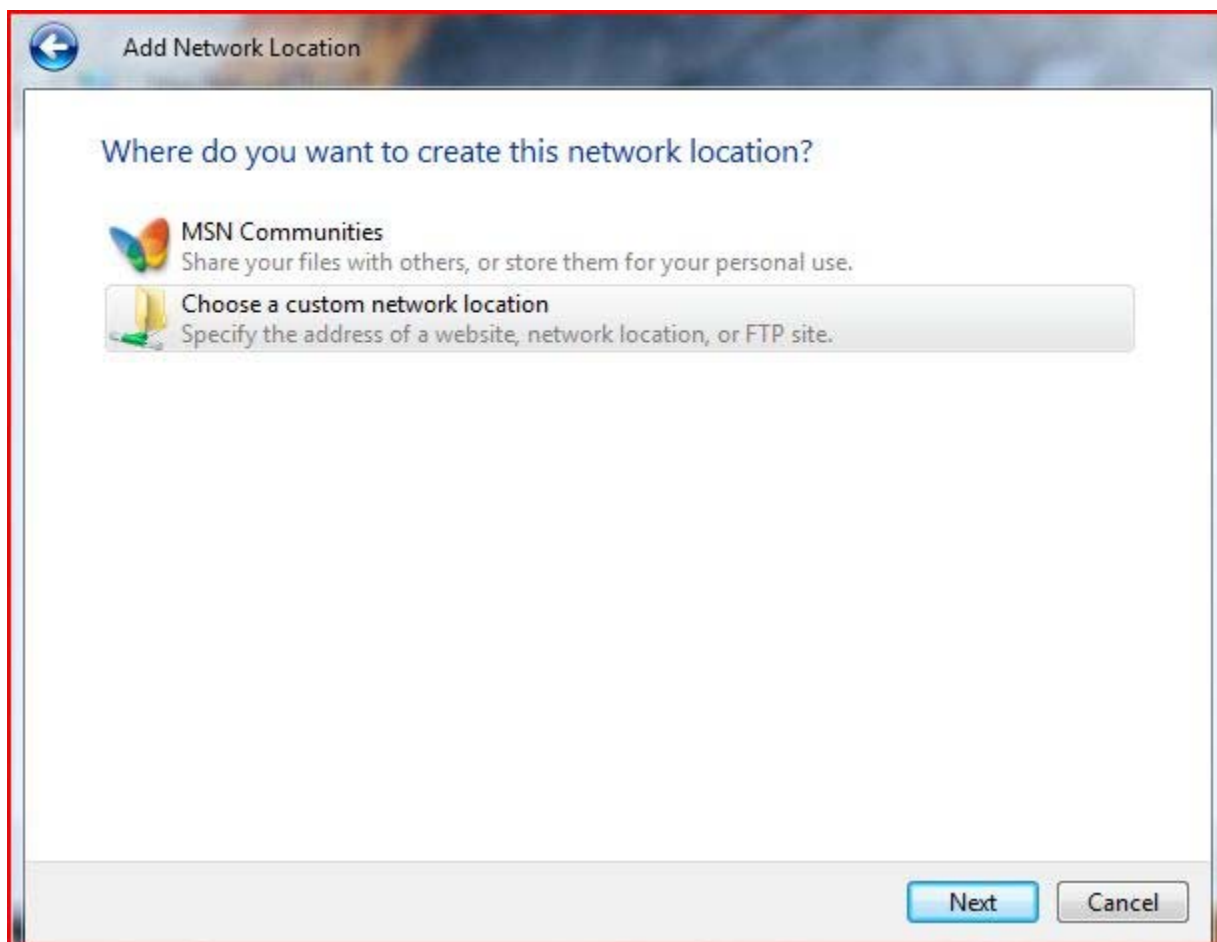 Add Network Location
Where do you want to create this network location?
MSN Communities
Share your files with others, or store them for your personal use.
Choose a custom network location
Specify the address of a website, network location, or FTP site.
Next Cancel